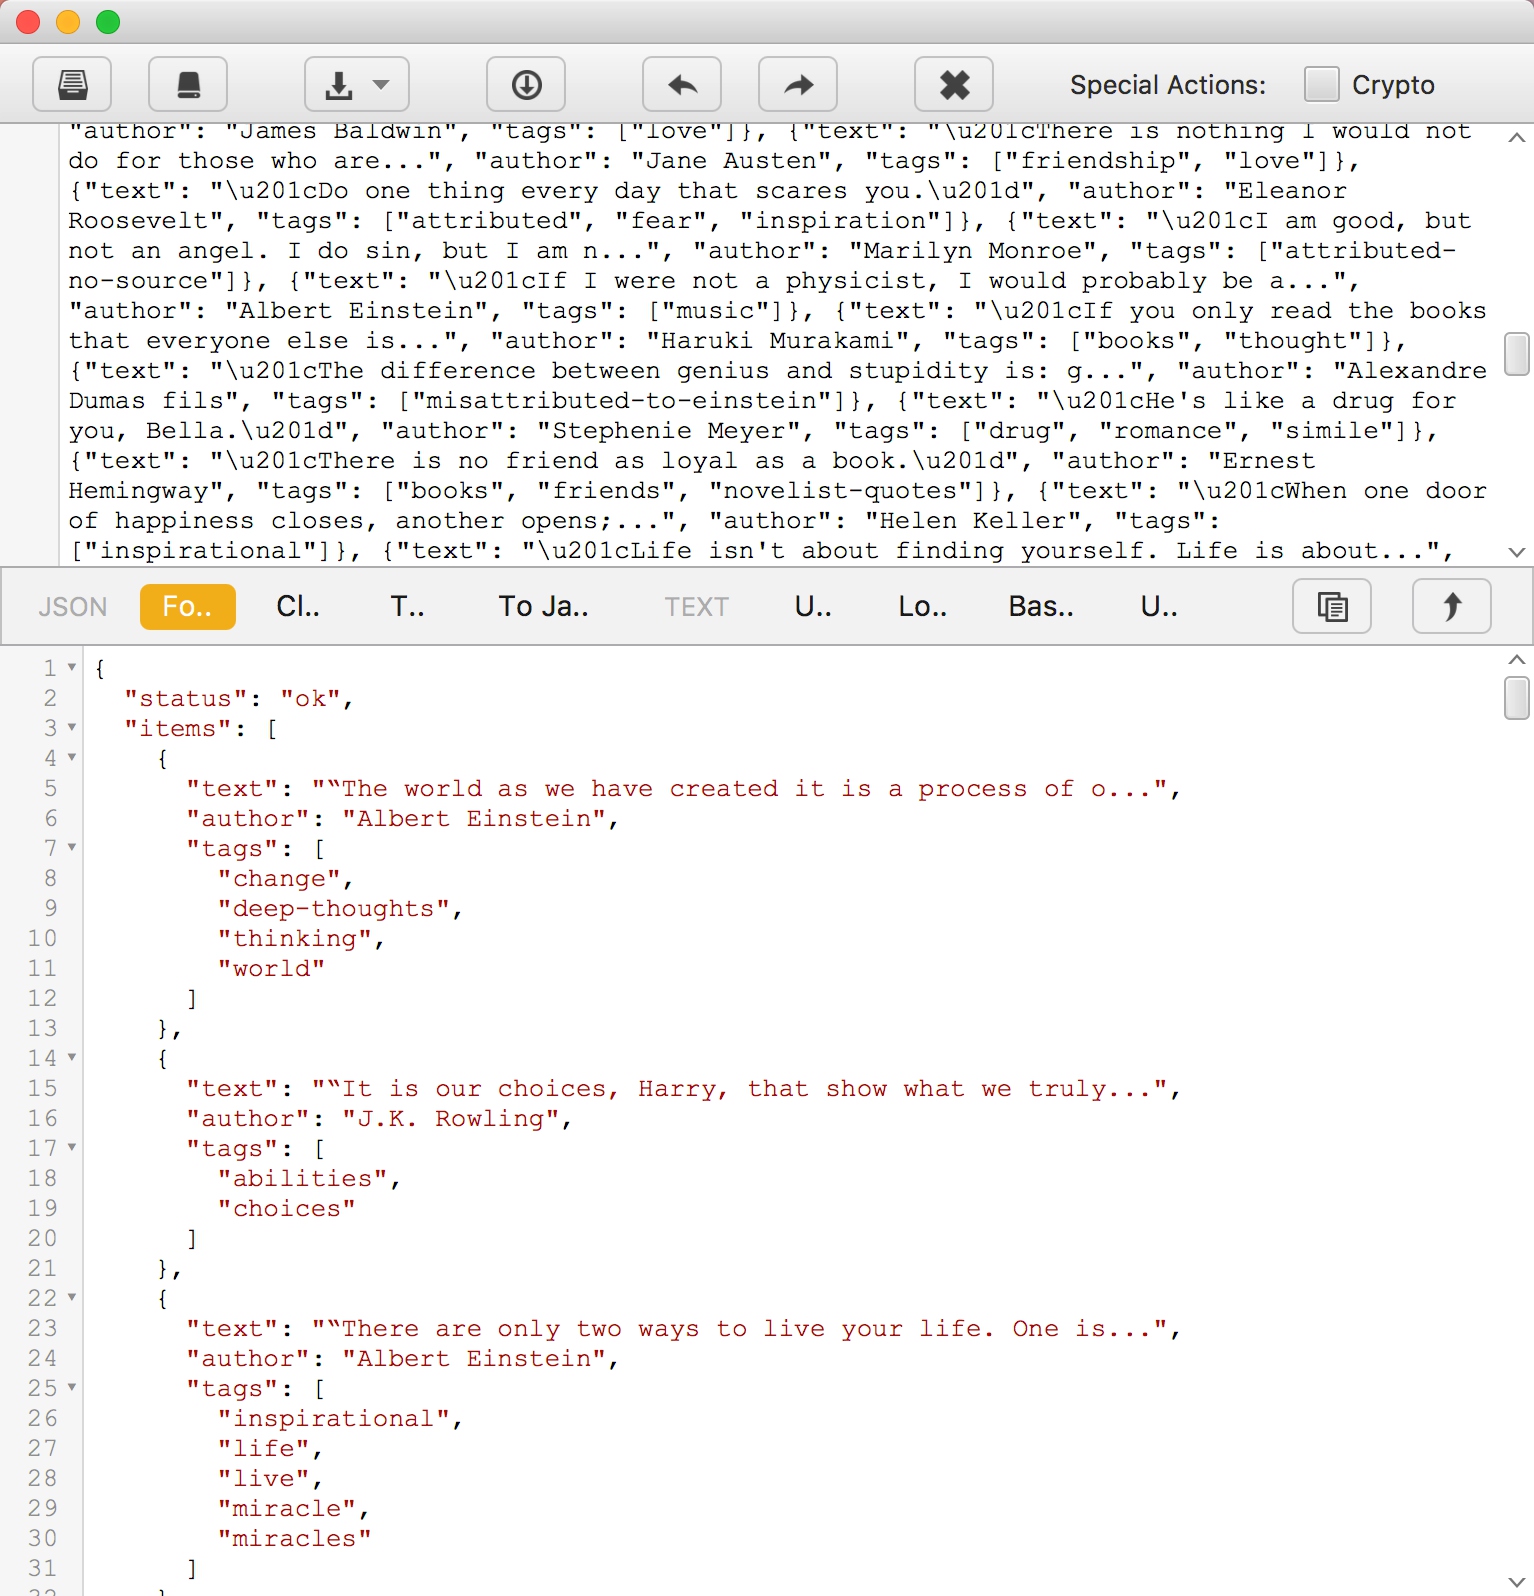 Special Actions: Crypto
"author": "James Baldwin", "tags": ["love"]}, {"text": "\u201cThere is nothing I would not
do for those who are...", "author": "Jane Austen", "tags": ["friendship", "love"]},
{"text": "\u201cDo one thing every day that scares you.\u201d", "author": "Eleanor
Roosevelt", "tags": ["attributed", "fear", "inspiration"]}, {"text": "\u201cI am good, but
not an angel. I do sin, but I am n...", "author": "Marilyn Monroe", "tags": ["attributed-
no-source"]}, {"text": "\u201cIf I were not a physicist, I would probably be a...",
"author": "Albert Einstein", "tags": ["music"]}, {"text": "\u201cIf you only read the books
that everyone else is...", "author": "Haruki Murakami", "tags": ["books", "thought"]},
{"text": "\u201cThe difference between genius and stupidity is: g...", "author": "Alexandre
Dumas fils", "tags": ["misattributed-to-einstein"]}, {"text": "\u201cHe's like a drug for
you, Bella.\u201d", "author": "Stephenie Meyer", "tags": ["drug", "romance", "simile"]},
{"text": "\u201cThere is no friend as loyal as a book.\u201d", "author": "Ernest
Hemingway", "tags": ["books", "friends", "novelist-quotes"]}, {"text": "\u201cWhen one door
of happiness closes, another opens;...", "author": "Helen Keller", "tags":
["inspirational"]}, {"text": "\u201cLife isn't about finding yourself. Life is about...",
JSON Fo.. Cl.. T.. To Ja.. TEXT U.. Lo.. Bas.. U..
1 {
2 "status": "ok",
3 "items": [
4 {
5 "text": "“The world as we have created it is a process of o...",
6 "author": "Albert Einstein",
7 "tags": [
8 "change",
9 "deep-thoughts",
10 "thinking",
11 "world"
12 ]
13 },
14 {
15 "text": "“It is our choices, Harry, that show what we truly...",
16 "author": "J.K. Rowling",
17 "tags": [
18 "abilities",
19 "choices"
20 ]
21 },
22 {
23 "text": "“There are only two ways to live your life. One is...",
24 "author": "Albert Einstein",
25 "tags": [
26 "inspirational",
27 "life",
28 "live",
29 "miracle",
30 "miracles"
31 ]